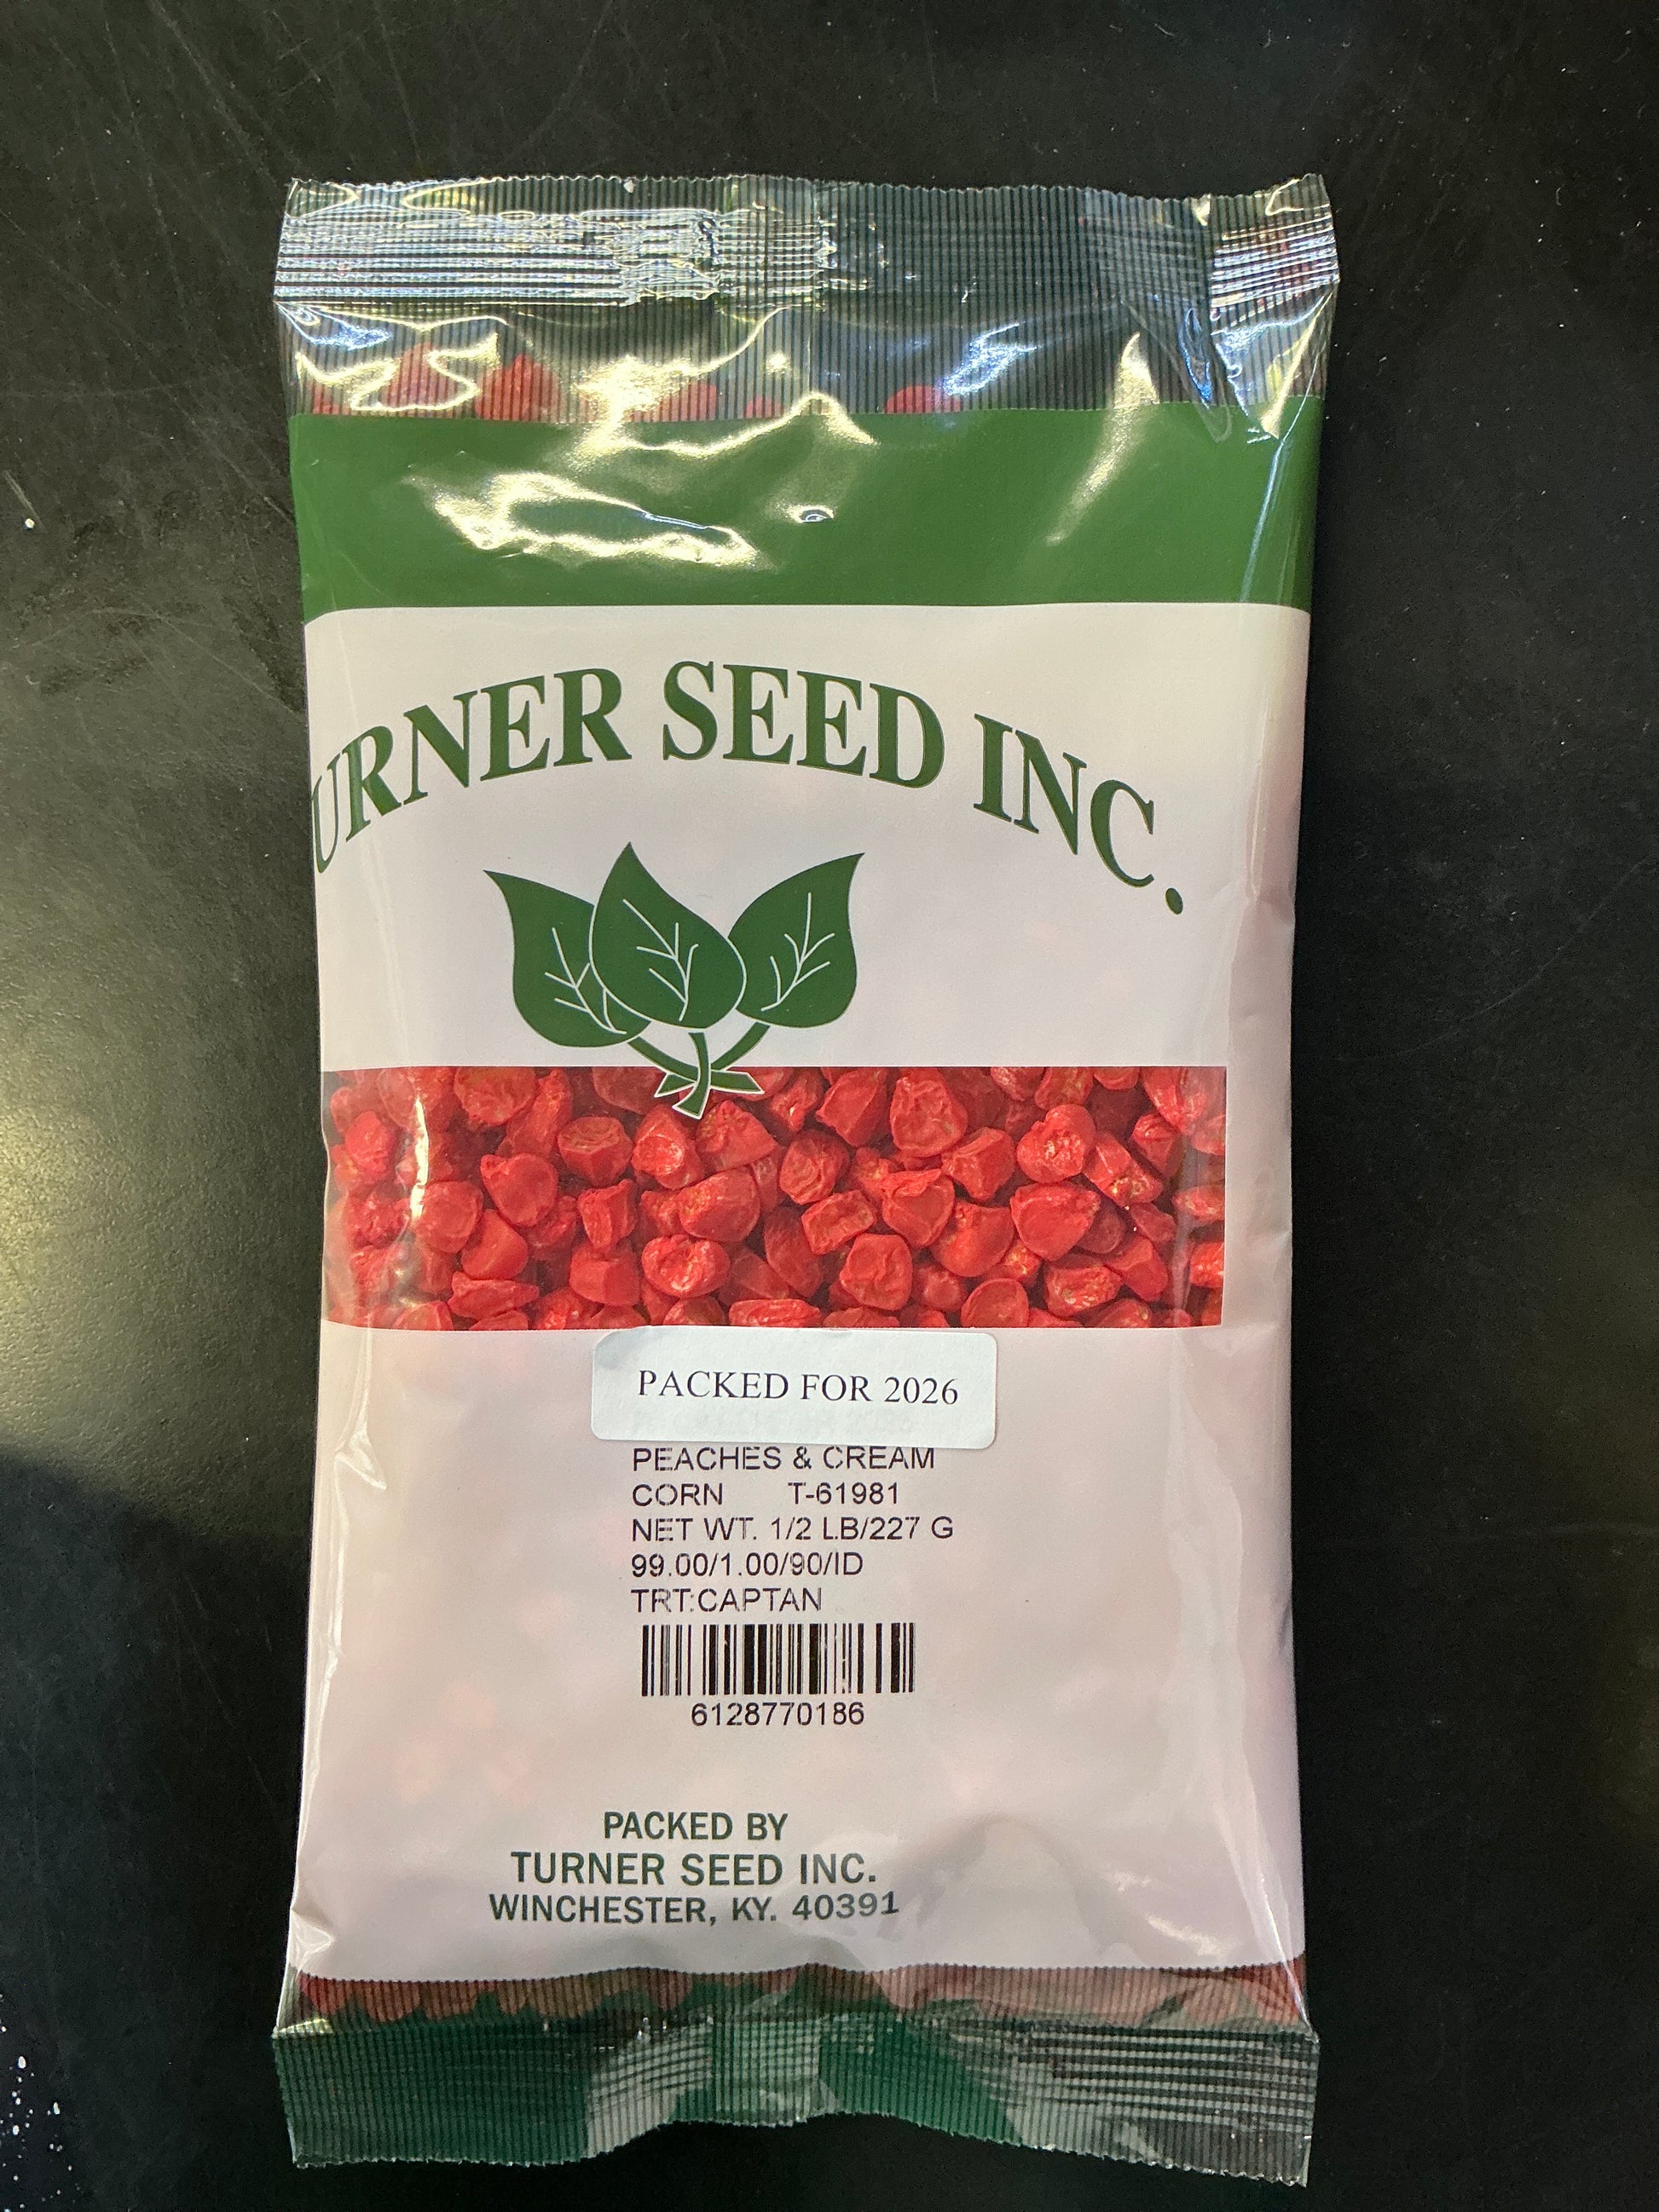 TURNER SEED INC.
PACKED FOR 2026
PEACHES & CREAM
CORN T-61981
NET WT. 1/2 LB/227 G
99.00/1.00/90/ID
TRT:CAPTAN
6128770186
PACKED BY
TURNER SEED INC.
WINCHESTER, KY. 40391